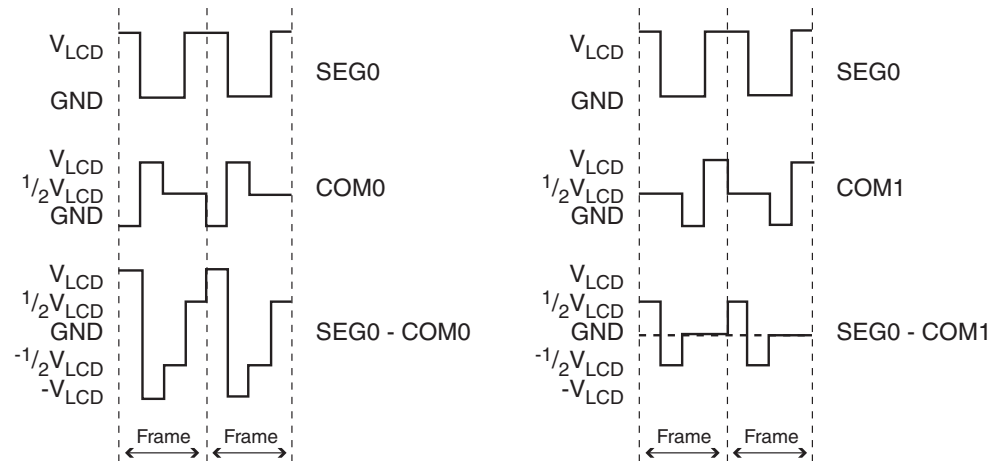 V_LCD
GND
SEG0
V_LCD
1/2V_LCD
GND
COM0
V_LCD
1/2V_LCD
GND
-1/2V_LCD
-V_LCD
SEG0 - COM0
Frame Frame
V_LCD
GND
SEG0
V_LCD
1/2V_LCD
GND
COM1
V_LCD
1/2V_LCD
GND
-1/2V_LCD
-V_LCD
SEG0 - COM1
Frame Frame